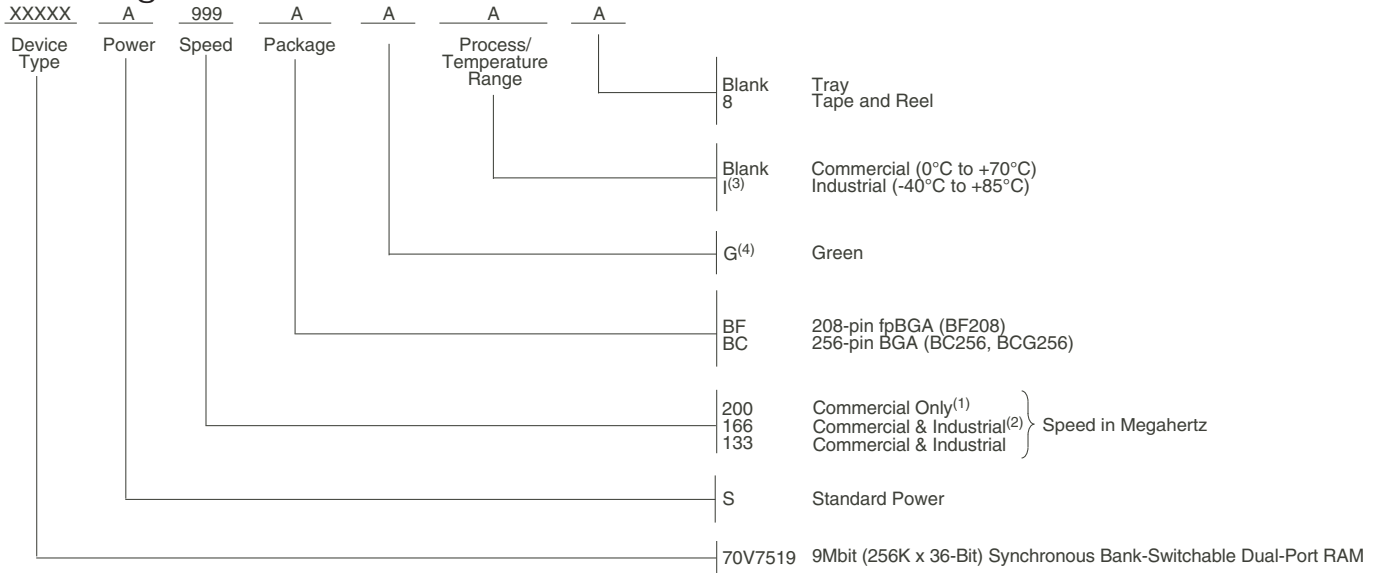 XXXXX A 999 A A A A
Device Type Power Speed Package Process/ Temperature Range
Blank Tray
8 Tape and Reel
Blank Commercial (0°C to +70°C)
I(3) Industrial (-40°C to +85°C)
G(4) Green
BF 208-pin fpBGA (BF208)
BC 256-pin BGA (BC256, BCG256)
200 Commercial Only(1)
166 Commercial & Industrial(2) Speed in Megahertz
133 Commercial & Industrial
S Standard Power
70V7519 9Mbit (256K x 36-Bit) Synchronous Bank-Switchable Dual-Port RAM